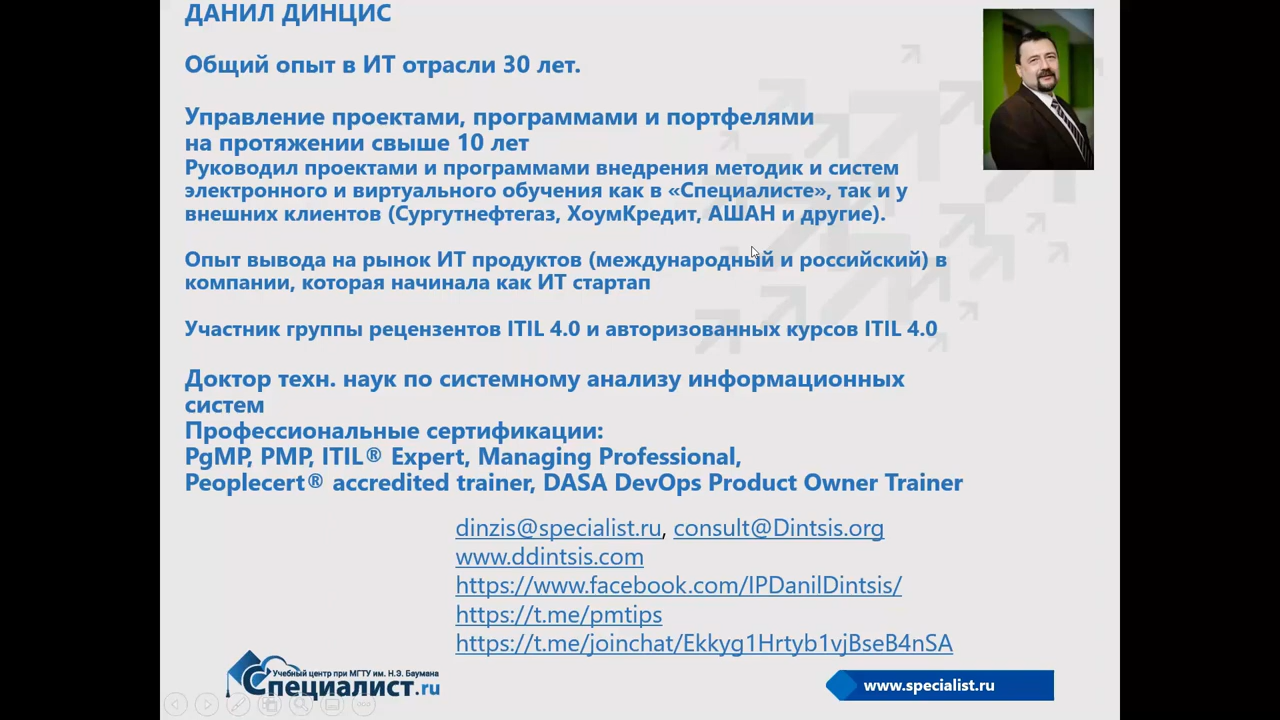 ДАНИЛ ДИНЦИС
Общий опыт в ИТ отрасли 30 лет.
Управление проектами, программами и портфелями
на протяжении свыше 10 лет
Руководил проектами и программами внедрения методик и систем
электронного и виртуального обучения как в «Специалисте», так и у
внешних клиентов (Сургутнефтегаз, ХоумКредит, АШАН и другие).
Опыт вывода на рынок ИТ продуктов (международный и российский) в
компании, которая начинала как ИТ стартап
Участник группы рецензентов ITIL 4.0 и авторизованных курсов ITIL 4.0
Доктор техн. наук по системному анализу информационных
систем
Профессиональные сертификации:
PgMP, PMP, ITIL® Expert, Managing Professional,
Peoplecert® accredited trainer, DASA DevOps Product Owner Trainer
dinzis@specialist.ru, consult@Dintsis.org
www.ddintsis.com
https://www.facebook.com/IPDanilDintsis/
https://t.me/pmtips
https://t.me/joinchat/Ekkyg1Hrtyb1vjBseB4nSA
Учебный центр при МГТУ им. Н.Э. Баумана
Специалист.ru
www.specialist.ru